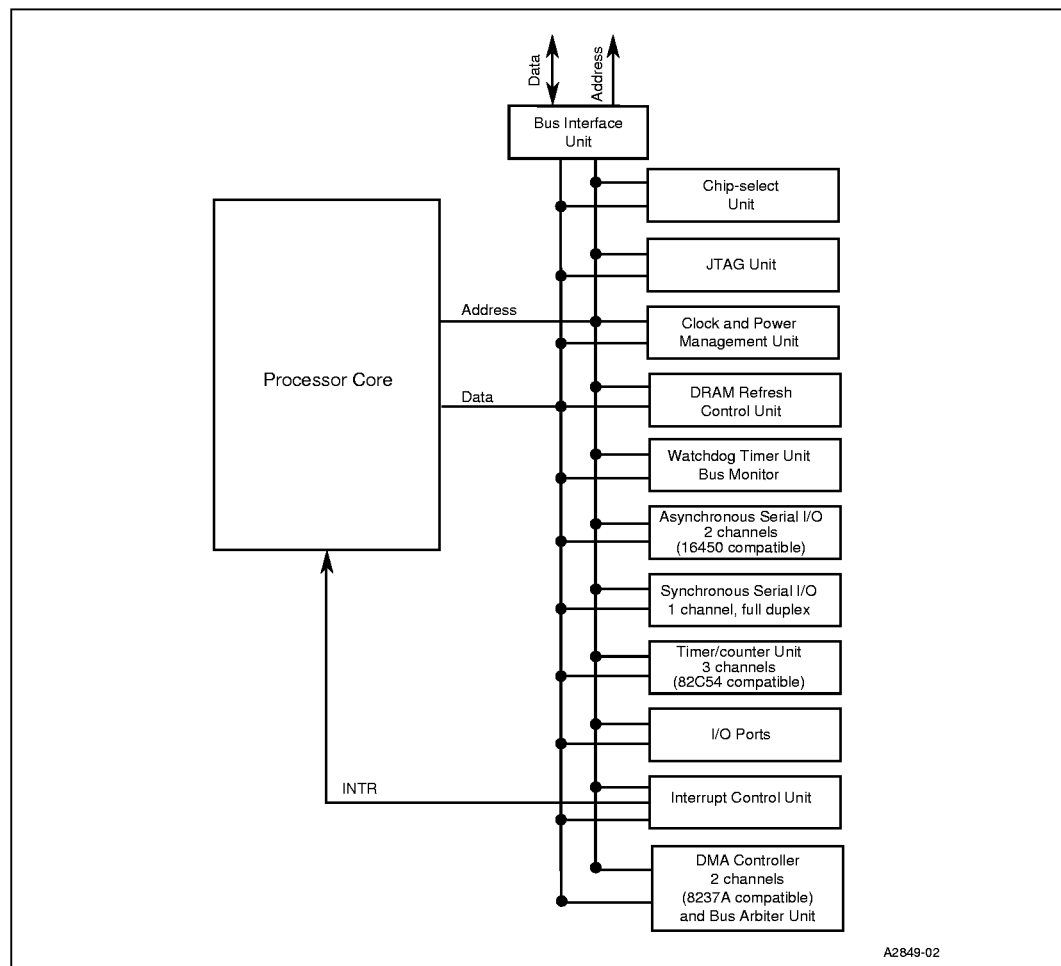 Data
Address
Bus Interface
Unit
Chip-select
Unit
JTAG Unit
Address
Clock and Power
Management Unit
Processor Core
Data
DRAM Refresh
Control Unit
Watchdog Timer Unit
Bus Monitor
Asynchronous Serial I/O
2 channels
(16450 compatible)
Synchronous Serial I/O
1 channel, full duplex
Timer/counter Unit
3 channels
(82C54 compatible)
I/O Ports
INTR
Interrupt Control Unit
DMA Controller
2 channels
(8237A compatible)
and Bus Arbiter Unit
A2849-02